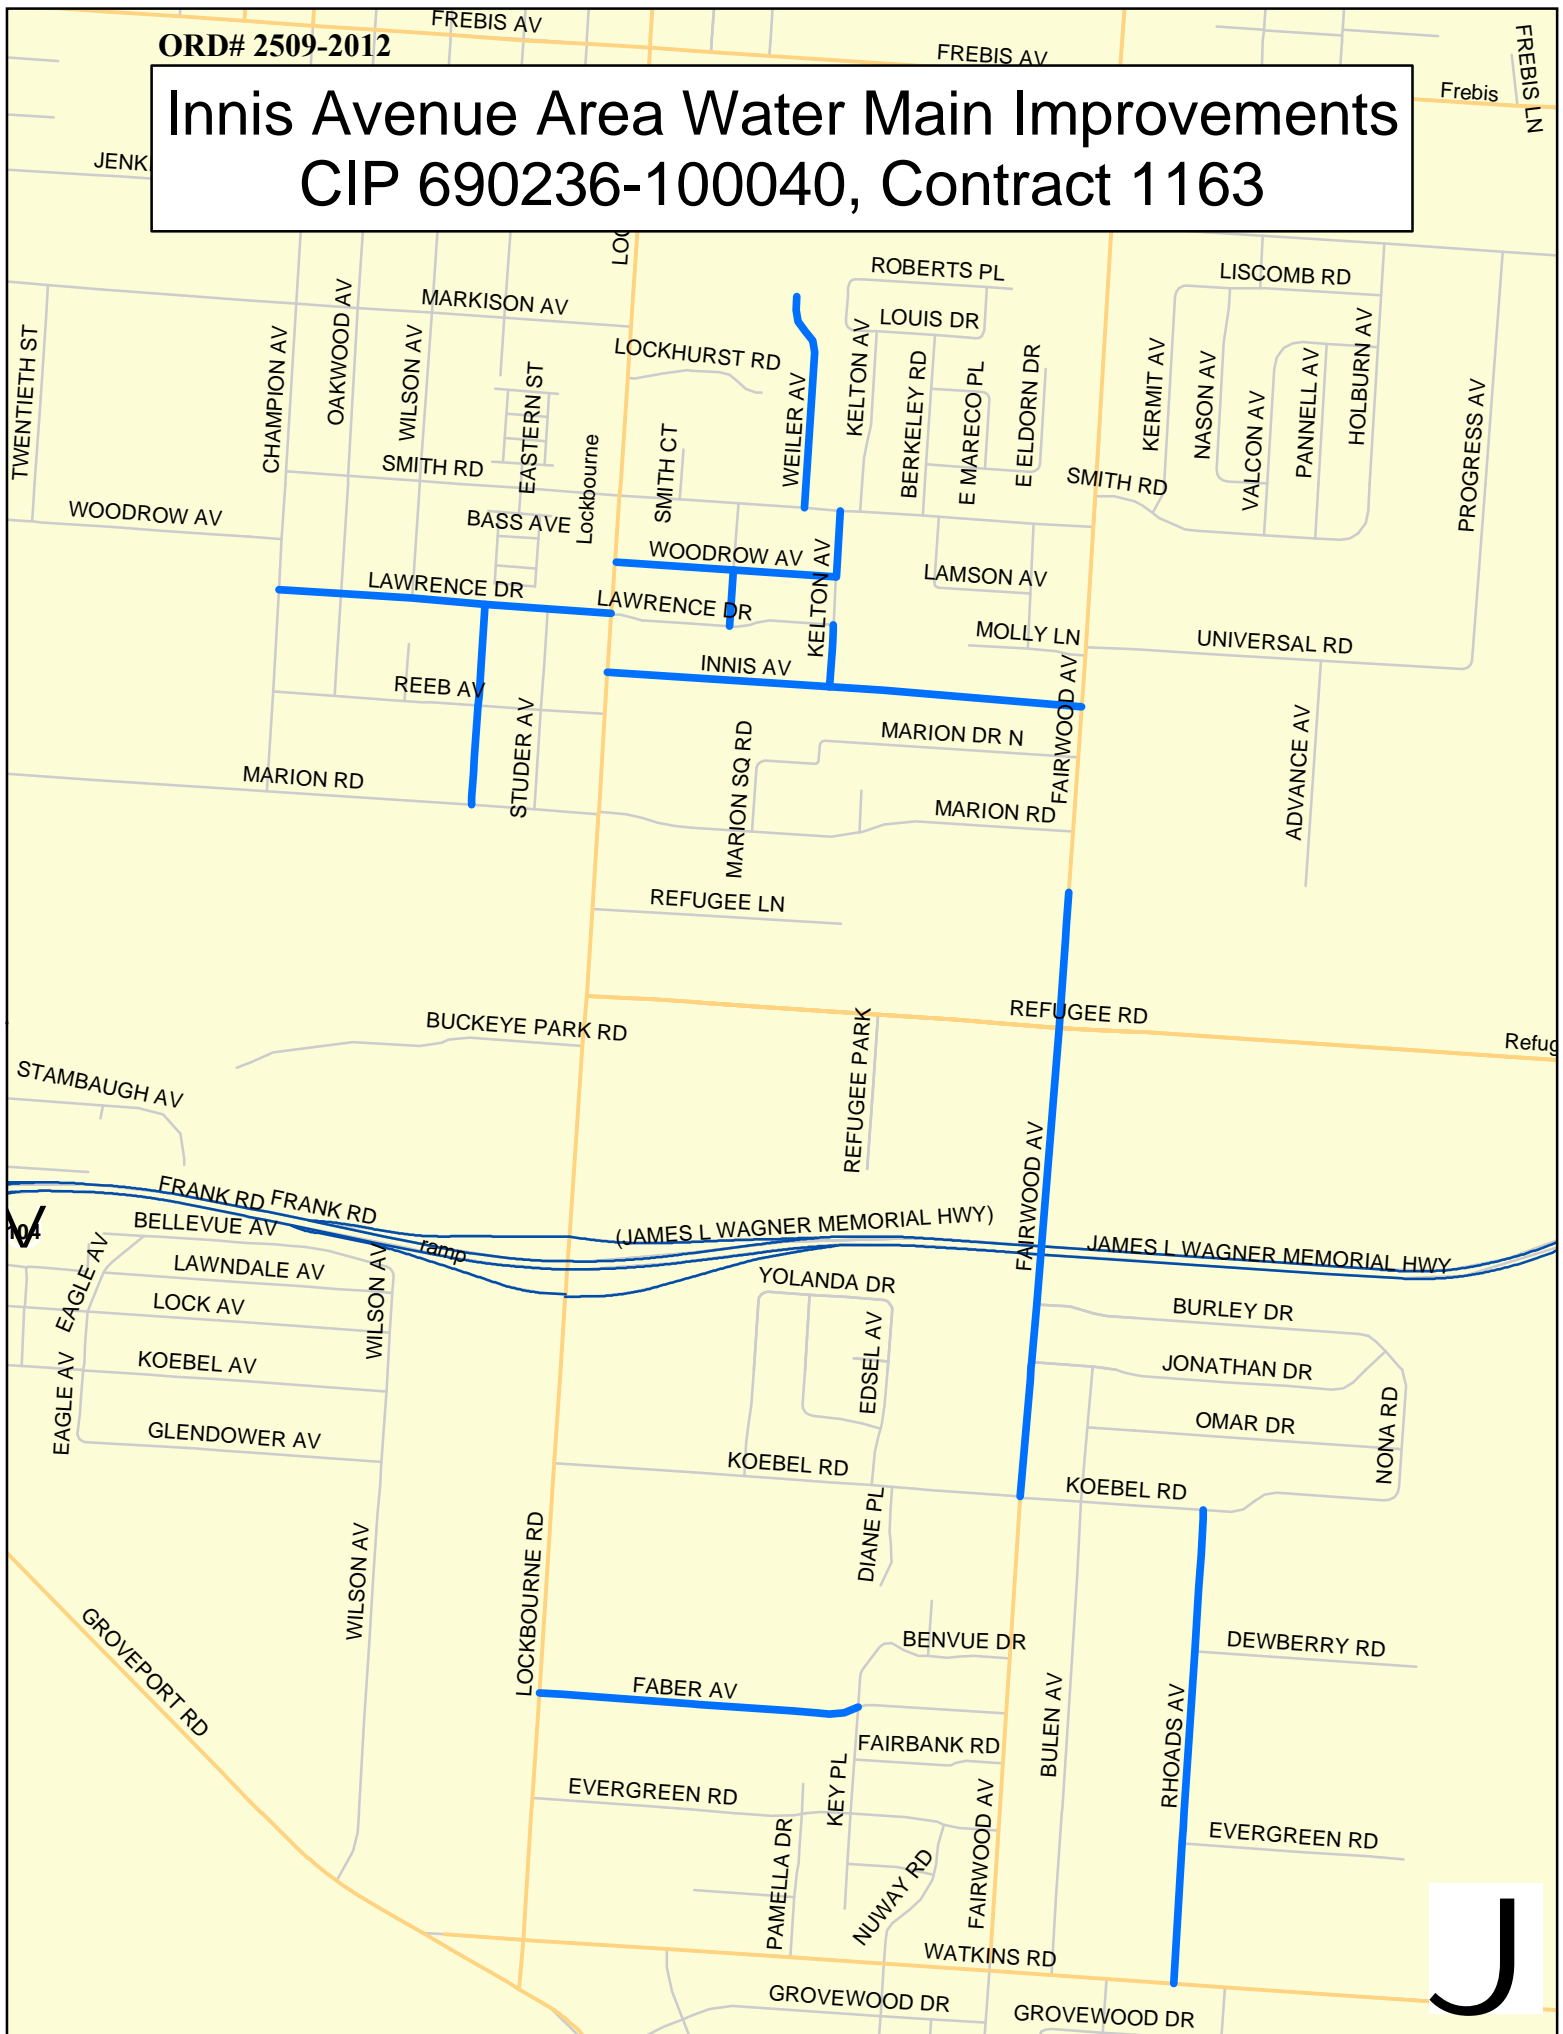 FREBIS AV
ORD# 2509-2012
FREBIS AV
FREBIS LN
Frebis
Innis Avenue Area Water Main Improvements
CIP 690236-100040, Contract 1163
JENK
LOC
ROBERTS PL
LISCOMB RD
MARKISON AV
LOUIS DR
TWENTIETH ST
CHAMPION AV
OAKWOOD AV
WILSON AV
LOCKHURST RD
EASTERN ST
WEILER AV
KELTON AV
BERKELEY RD
E MARECO PL
E ELDORN DR
KERMIT AV
NASON AV
VALCON AV
PANNELL AV
HOLBURN AV
PROGRESS AV
SMITH RD
Lockbourne
SMITH CT
SMITH RD
WOODROW AV
BASS AVE
WOODROW AV
KELTON AV
LAMSON AV
LAWRENCE DR
LAWRENCE DR
MOLLY LN
UNIVERSAL RD
INNIS AV
REEB AV
STUDER AV
FAIRWOOD AV
MARION SQ RD
MARION DR N
ADVANCE AV
MARION RD
MARION RD
REFUGEE LN
REFUGEE RD
BUCKEYE PARK RD
REFUGEE PARK
Refug
STAMBAUGH AV
FAIRWOOD AV
FRANK RD
FRANK RD
104
V
BELLEVUE AV
ramp
(JAMES L WAGNER MEMORIAL HWY)
JAMES L WAGNER MEMORIAL HWY
EAGLE AV
LAWNDALE AV
WILSON AV
YOLANDA DR
LOCK AV
BURLEY DR
EDSEL AV
KOEBEL AV
JONATHAN DR
EAGLE AV
GLENDOWER AV
OMAR DR
NONA RD
KOEBEL RD
KOEBEL RD
DIANE PL
WILSON AV
LOCKBOURNE RD
GROVEPORT RD
BENVUE DR
DEWBERRY RD
FABER AV
BULEN AV
RHOADS AV
FAIRBANK RD
KEY PL
EVERGREEN RD
FAIRWOOD AV
EVERGREEN RD
PAMELLA DR
NUWAY RD
WATKINS RD
GROVEWOOD DR
GROVEWOOD DR
J